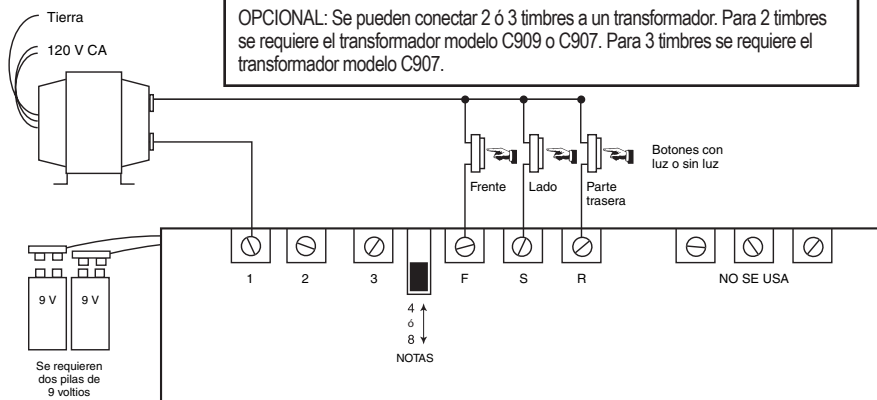 Tierra
120 V CA
OPCIONAL: Se pueden conectar 2 ó 3 timbres a un transformador. Para 2 timbres
se requiere el transformador modelo C909 o C907. Para 3 timbres se requiere el
transformador modelo C907.
Botones con
luz o sin luz
Frente
Lado
Parte
trasera
1
2
3
F
S
R
NO SE USA
4
ó
8
NOTAS
9 V
9 V
Se requieren
dos pilas de
9 voltios